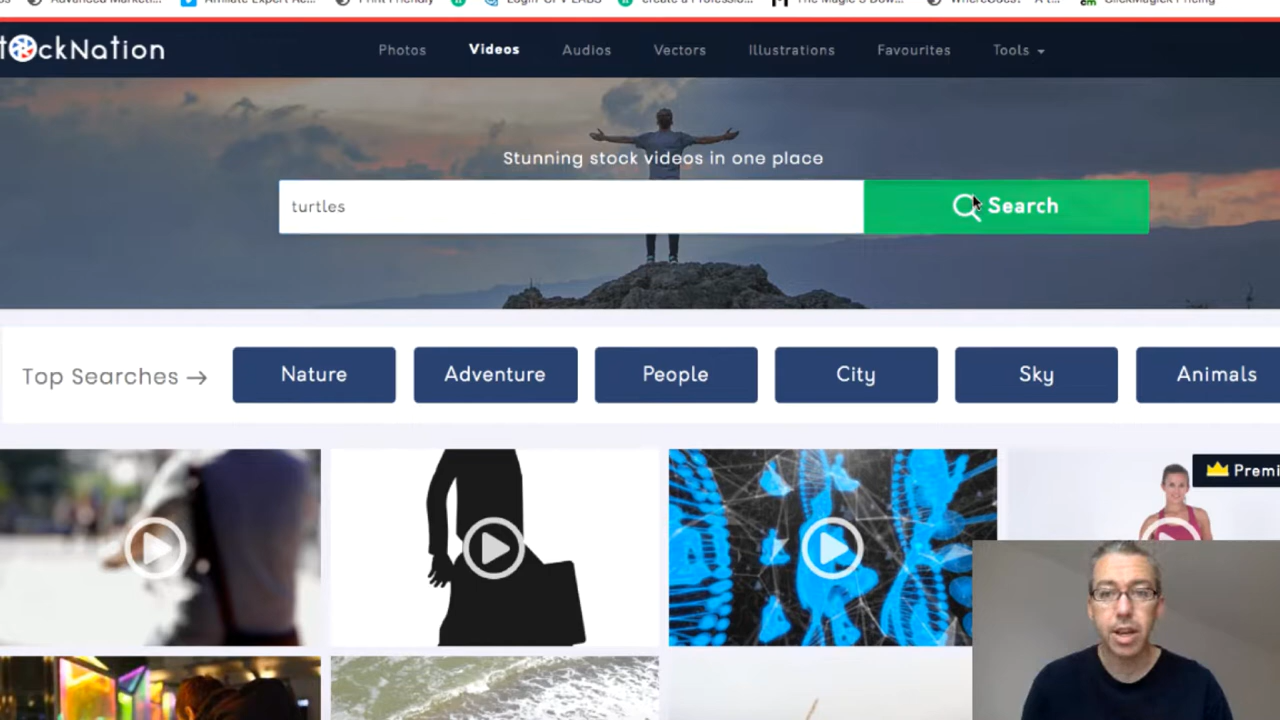 tockNation
Photos
Videos
Audios
Vectors
Illustrations
Favourites
Tools
Stunning stock videos in one place
turtles
Search
Top Searches →
Nature
Adventure
People
City
Sky
Animals
Premi